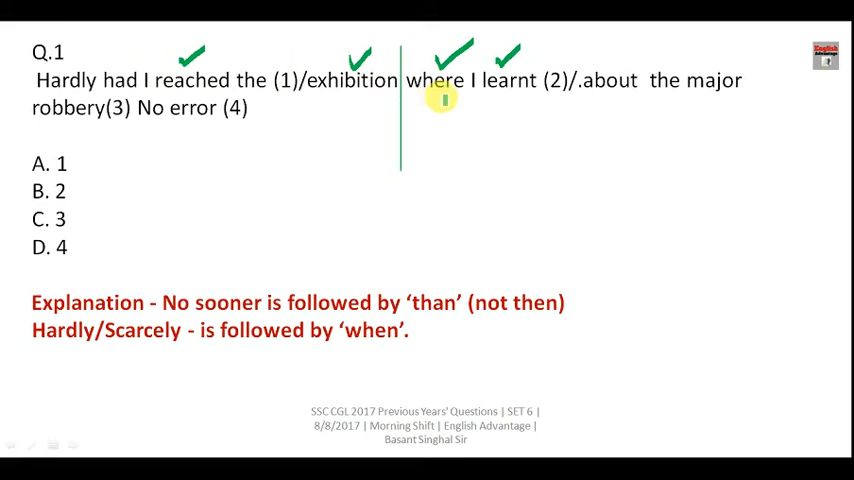 Q.1
Hardly had I reached the (1)/exhibition where I learnt (2)/.about the major
robbery(3) No error (4)
A. 1
B. 2
C. 3
D. 4
Explanation - No sooner is followed by ‘than’ (not then)
Hardly/Scarcely - is followed by ‘when’.
SSC CGL 2017 Previous Years' Questions | SET 6 |
8/8/2017 | Morning Shift | English Advantage |
Basant Singhal Sir
English
Advantage